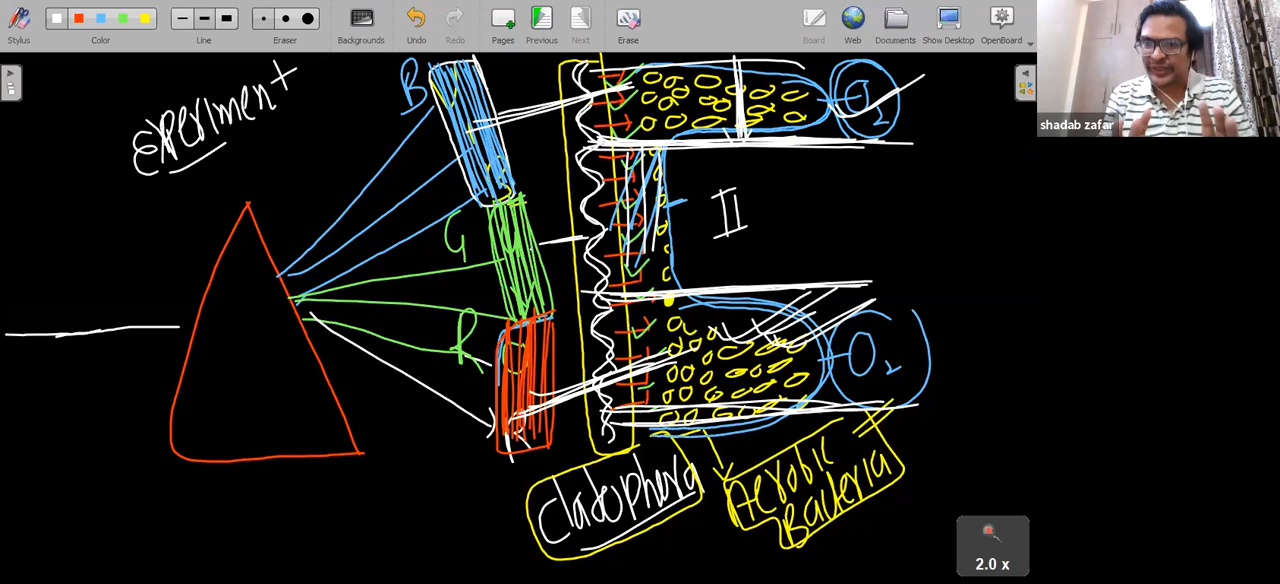 Stylus
Color
Line
Eraser
Backgrounds
Undo
Redo
Pages
Previous
Next
Erase
Board
Web
Documents
Show Desktop
OpenBoard
shadab zafar
Experiment
B
G
R
R
O2
II
O2
Cladophora
Aerobic
Bacteria
2.0 x